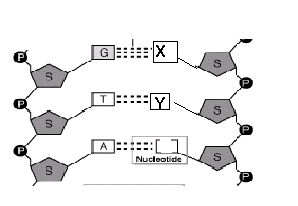 P
G X
S S
P P
T Y
S S
P P
A [ ]
Nucleotide
S S
P